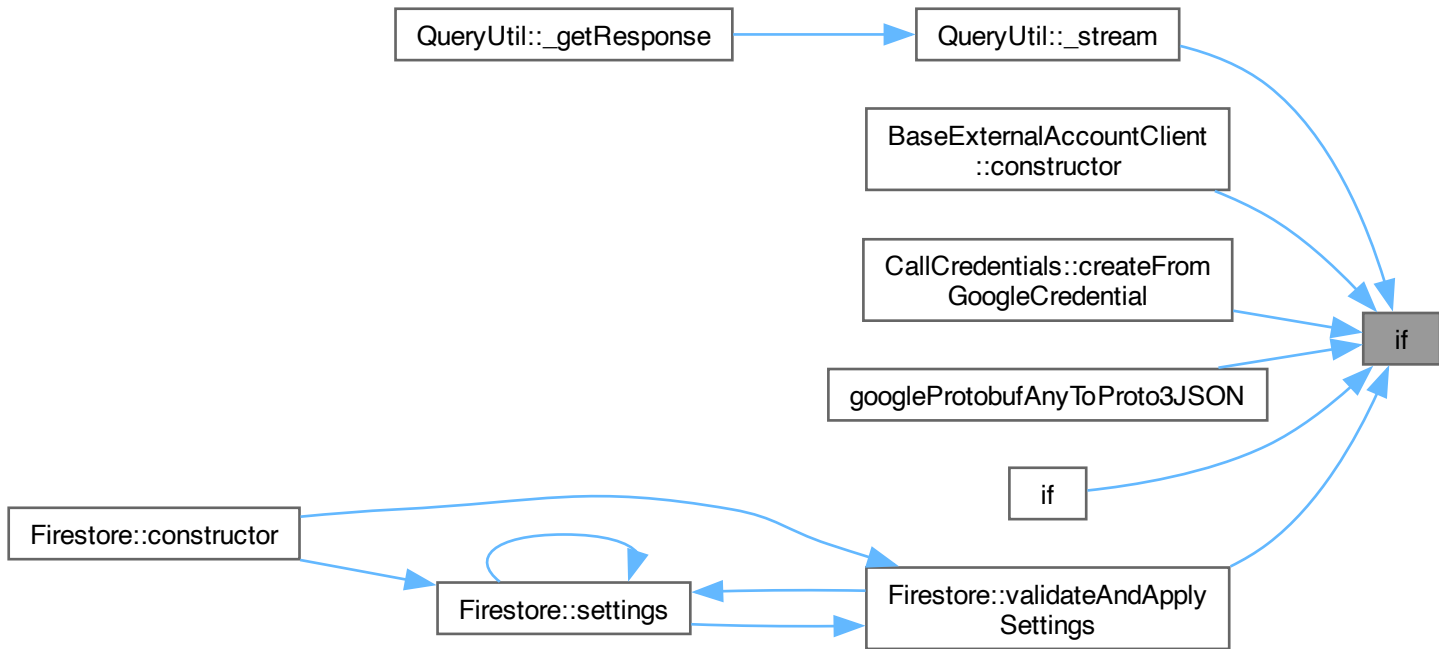 QueryUtil::_getResponse
QueryUtil::_stream
BaseExternalAccountClient
::constructor
CallCredentials::createFrom
GoogleCredential
if
googleProtobufAnyToProto3JSON
if
Firestore::constructor
Firestore::settings
Firestore::validateAndApply
Settings